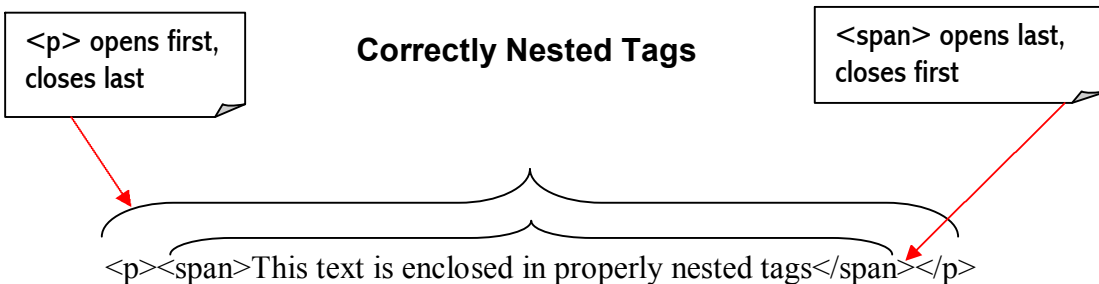 <p> opens first,
closes last
Correctly Nested Tags
<span> opens last,
closes first
<p><span>This text is enclosed in properly nested tags</span></p>